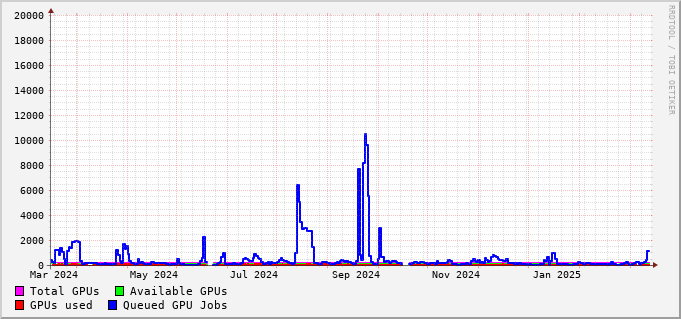 20000
18000
16000
14000
12000
10000
8000
6000
4000
2000
0
Mar 2024 May 2024 Jul 2024 Sep 2024 Nov 2024 Jan 2025
Total GPUs Available GPUs
GPUs used Queued GPU Jobs
RRDTOOL / TOBI OETIKER